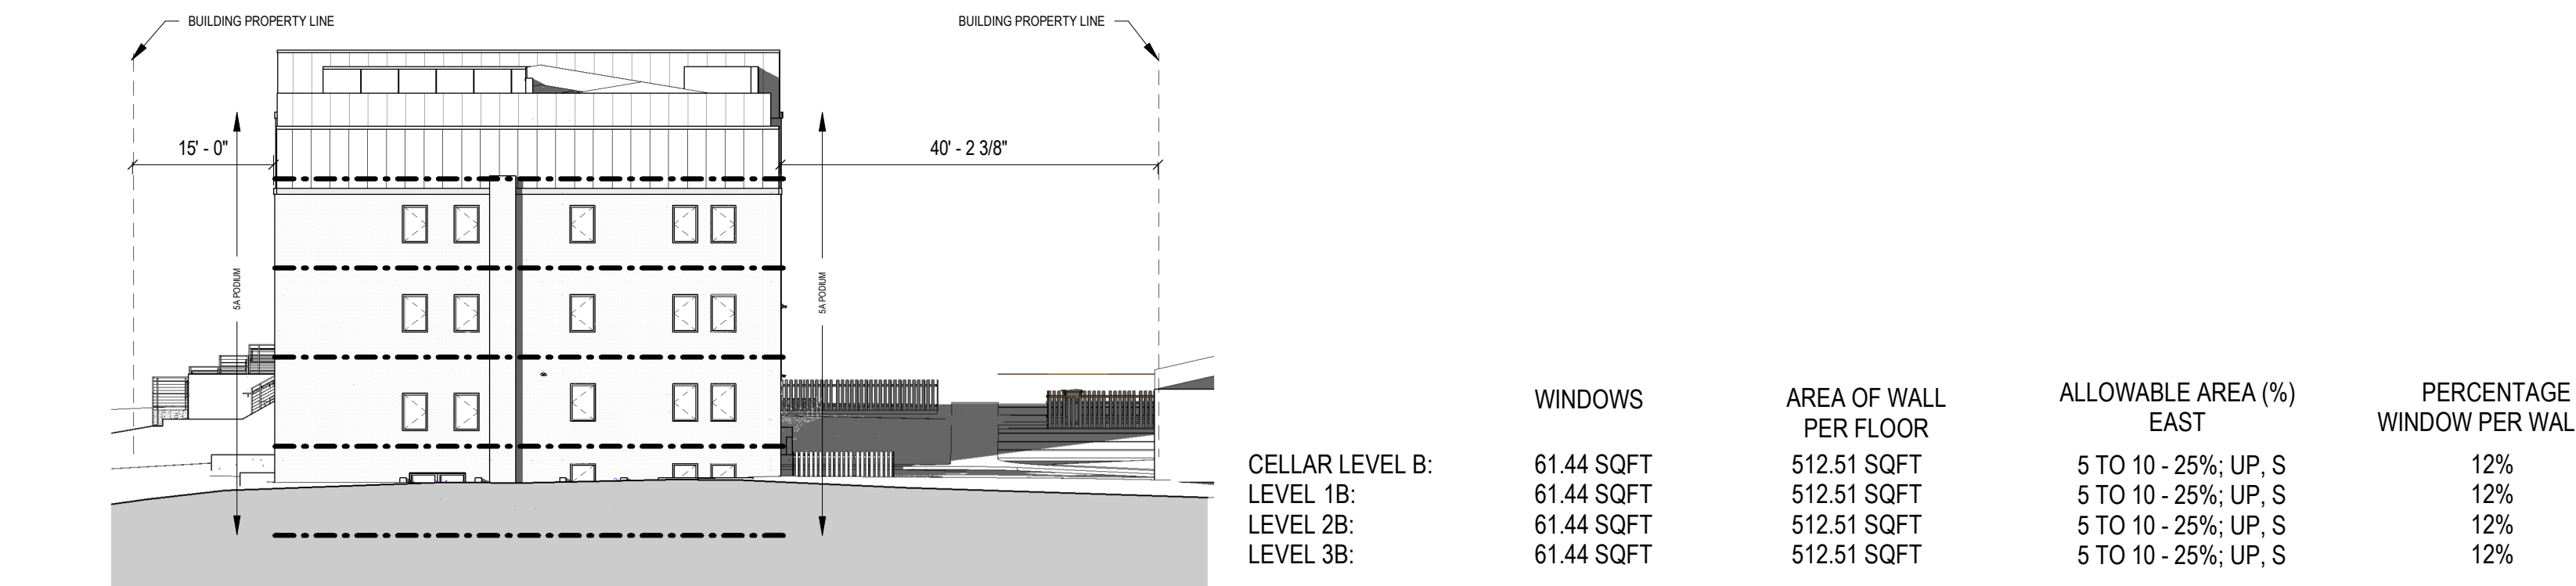 BUILDING PROPERTY LINE
BUILDING PROPERTY LINE
15' - 0"
40' - 2 3/8"
5A PODIUM
5A PODIUM
WINDOWS
AREA OF WALL
PER FLOOR
ALLOWABLE AREA (%)
EAST
PERCENTAGE
WINDOW PER WAL
CELLAR LEVEL B: 61.44 SQFT 512.51 SQFT 5 TO 10 - 25%; UP, S 12%
LEVEL 1B: 61.44 SQFT 512.51 SQFT 5 TO 10 - 25%; UP, S 12%
LEVEL 2B: 61.44 SQFT 512.51 SQFT 5 TO 10 - 25%; UP, S 12%
LEVEL 3B: 61.44 SQFT 512.51 SQFT 5 TO 10 - 25%; UP, S 12%